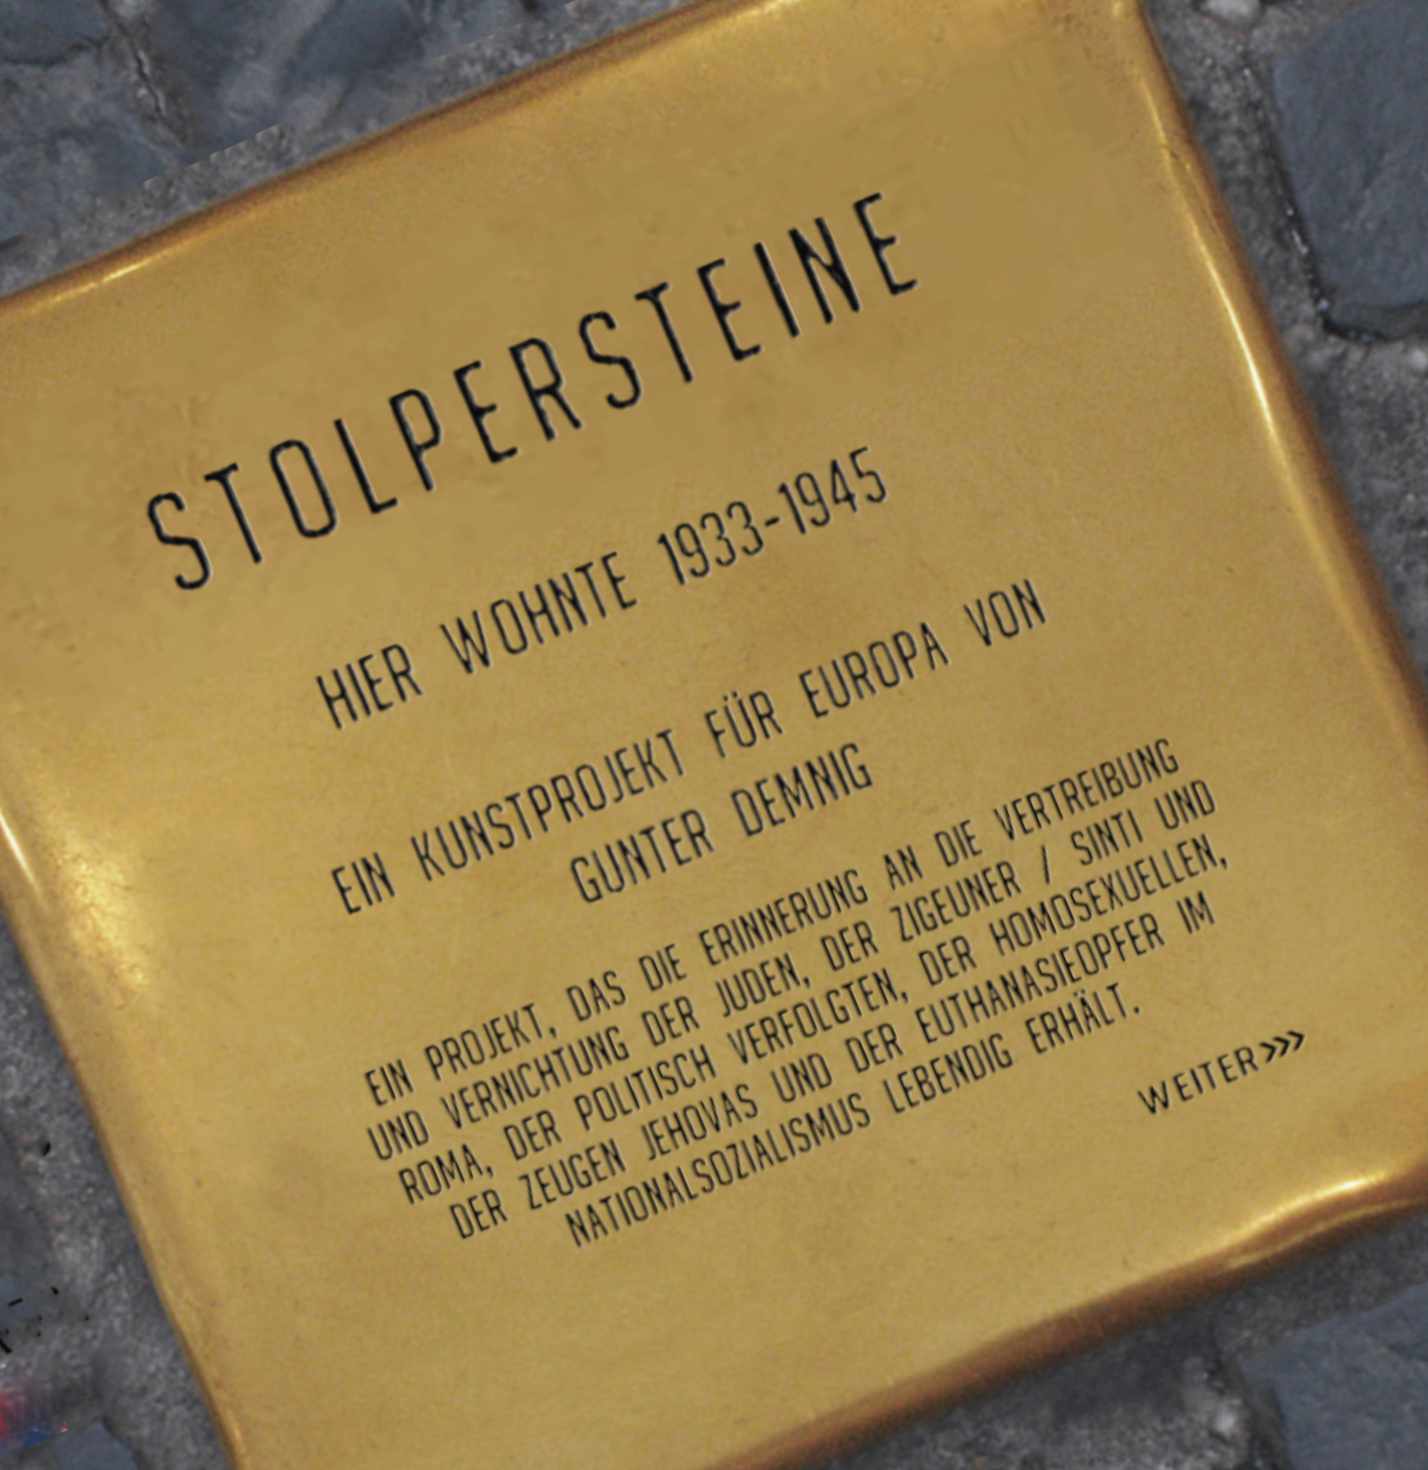 STOLPERSTEINE
HIER WOHNTE 1933-1945
EIN KUNSTPROJEKT FÜR EUROPA VON
GUNTER DEMNIG
EIN PROJEKT, DAS DIE ERINNERUNG AN DIE VERTREIBUNG
UND VERNICHTUNG DER JUDEN, DER ZIGEUNER / SINTI UND
ROMA, DER POLITISCH VERFOLGTEN, DER HOMOSEXUELLEN,
DER ZEUGEN JEHOVAS UND DER EUTHANASIEOPFER IM
NATIONALSOZIALISMUS LEBENDIG ERHÄLT.
WEITER>>>